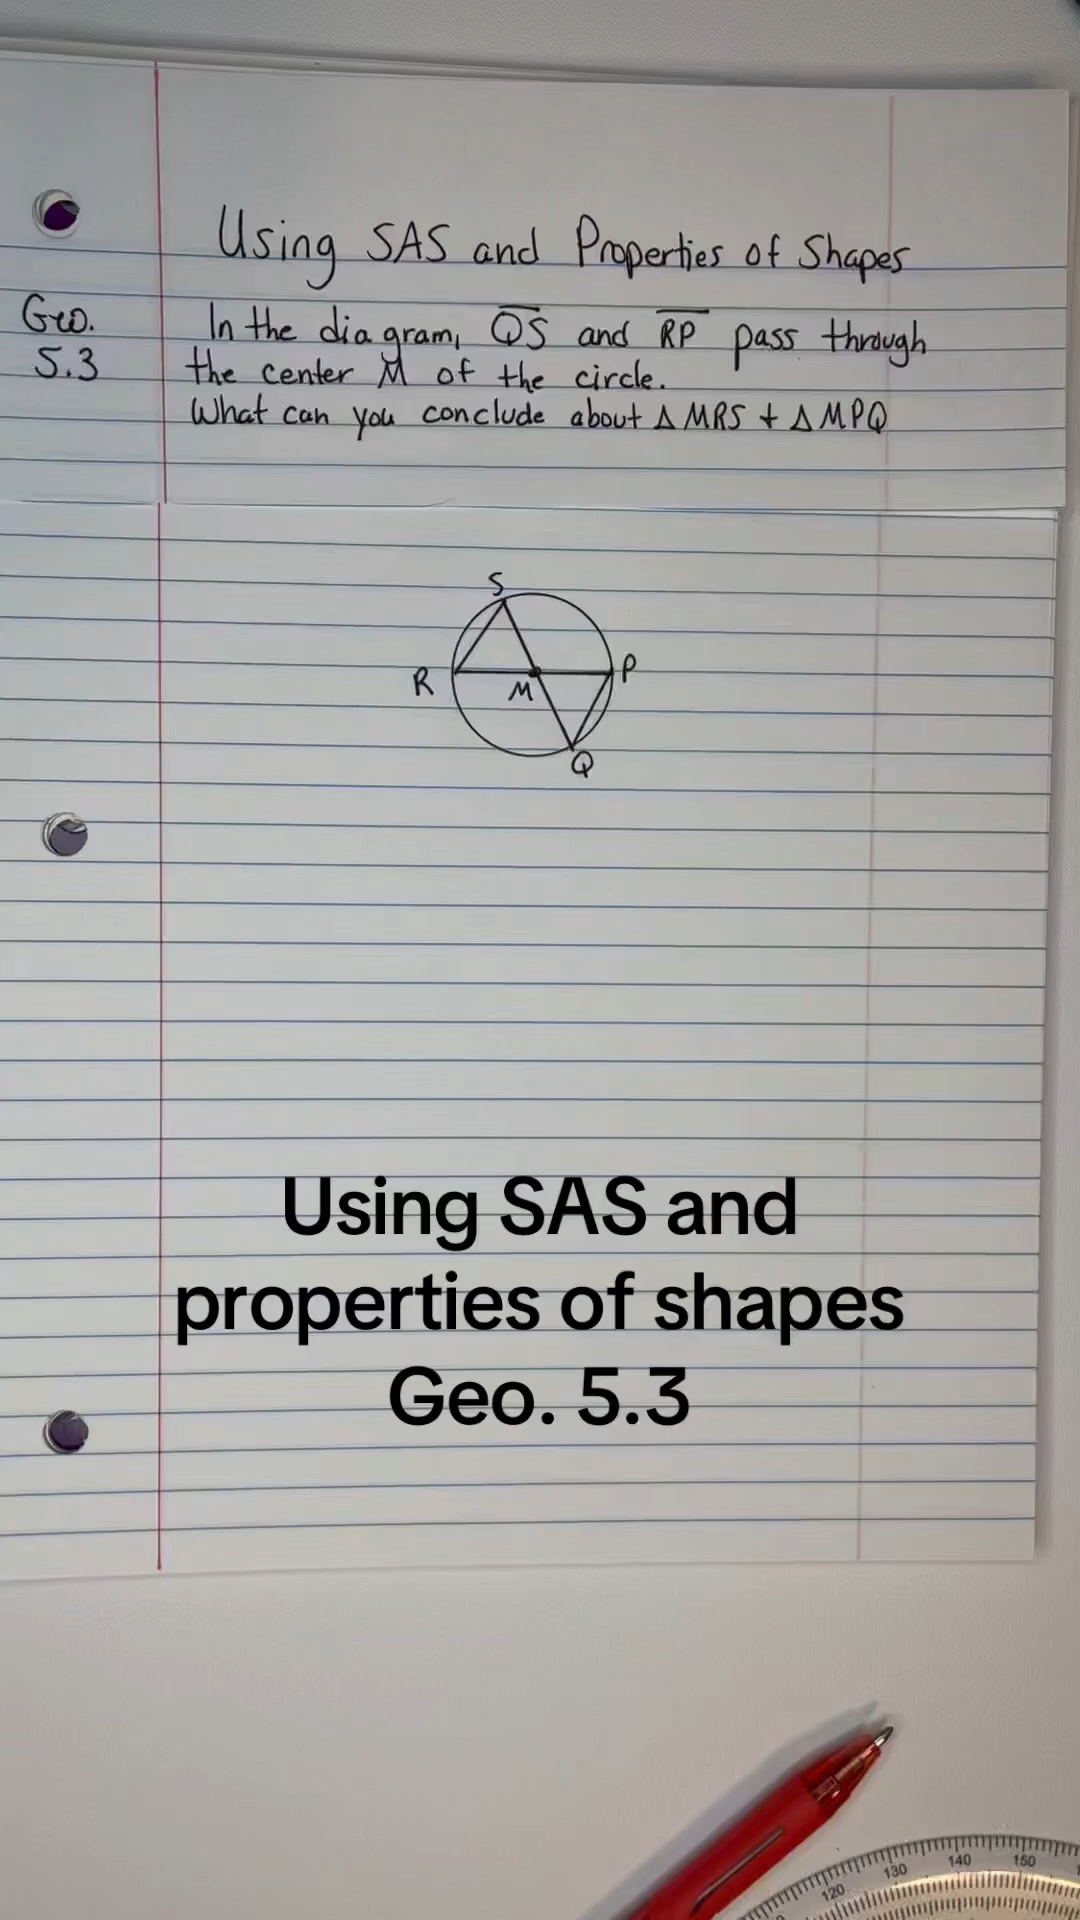 Using SAS and Properties of Shapes
Geo.
5.3
In the diagram, QS and RP pass through
the center M of the circle.
What can you conclude about △MRS + △MPQ
S
R
M
P
Q
Using SAS and
properties of shapes
Geo. 5.3
120
130
140
150